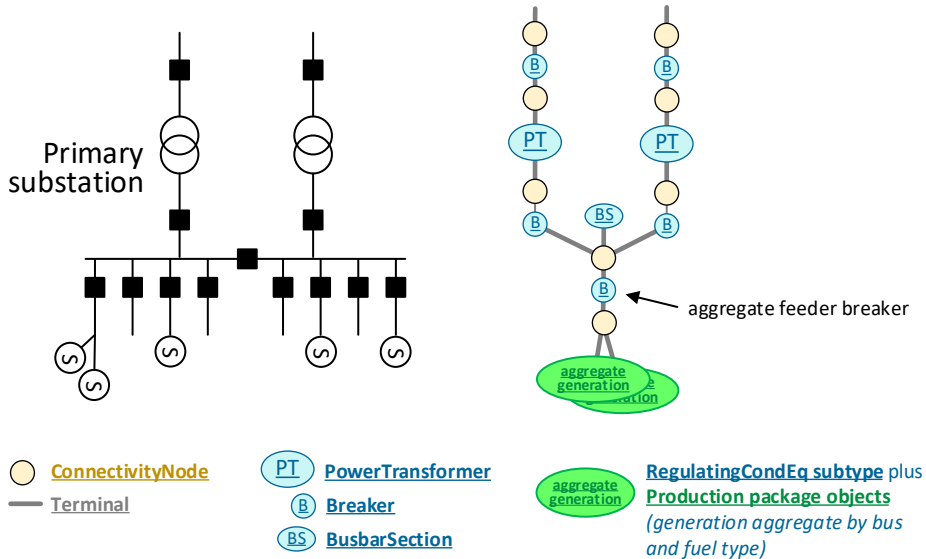 Primary
substation
S
S
S
S
S
B
B
PT
PT
B
BS
B
B
aggregate feeder breaker
aggregate
generation
ConnectivityNode
Terminal
PT PowerTransformer
B Breaker
BS BusbarSection
aggregate
generation
RegulatingCondEq subtype plus
Production package objects
(generation aggregate by bus
and fuel type)